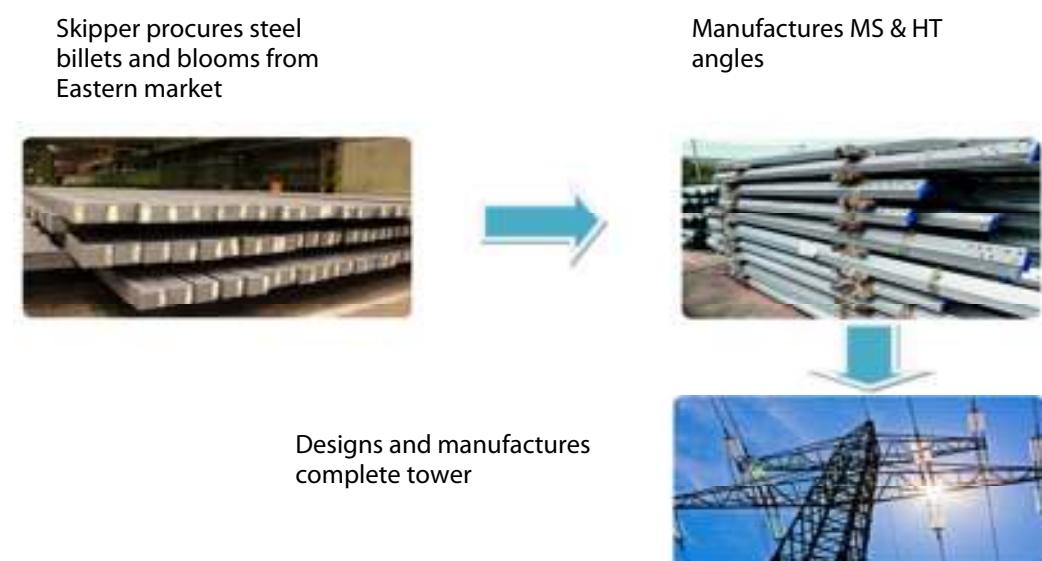 Skipper procures steel
billets and blooms from
Eastern market
Manufactures MS & HT
angles
Designs and manufactures
complete tower